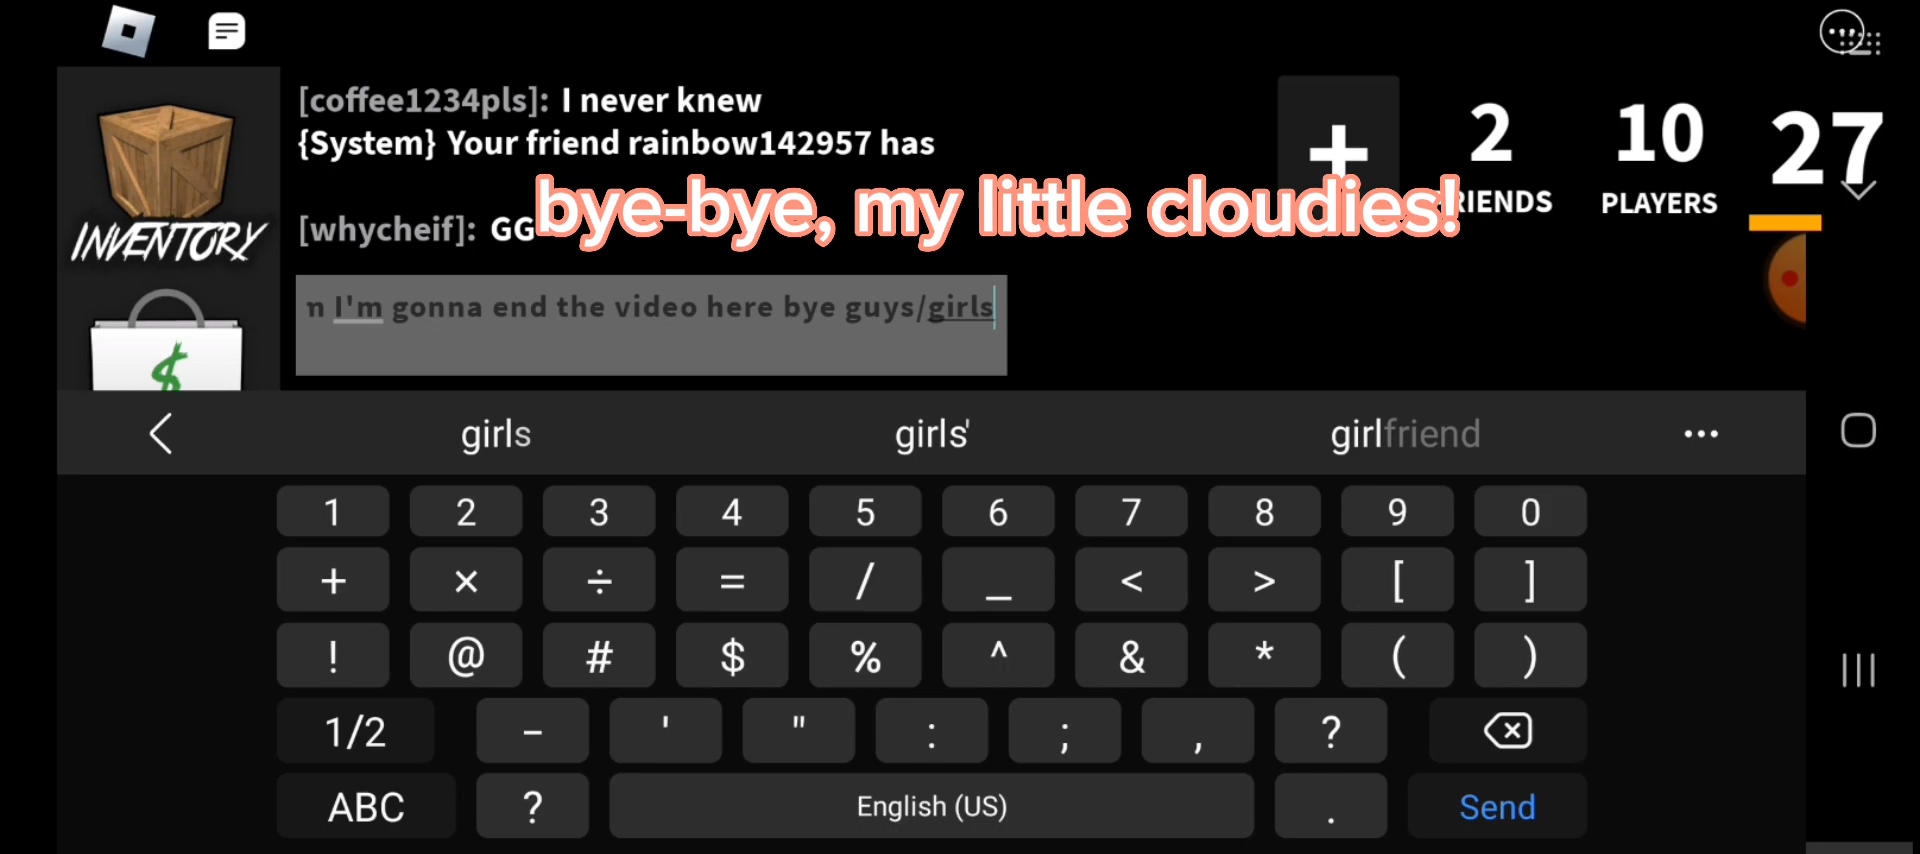 [coffee1234pls]: I never knew
{System} Your friend rainbow142957 has
[whycheif]: GG
bye-bye, my little cloudies!
+
2
RIENDS
10
PLAYERS
27
INVENTORY
$
n I'm gonna end the video here bye guys/girls
girls
girls'
girlfriend
1 2 3 4 5 6 7 8 9 0
+ × ÷ = / _ < > [ ]
! @ # $ % ^ & * ( )
1/2 - ' " : ; , ?
ABC ? English (US) . Send